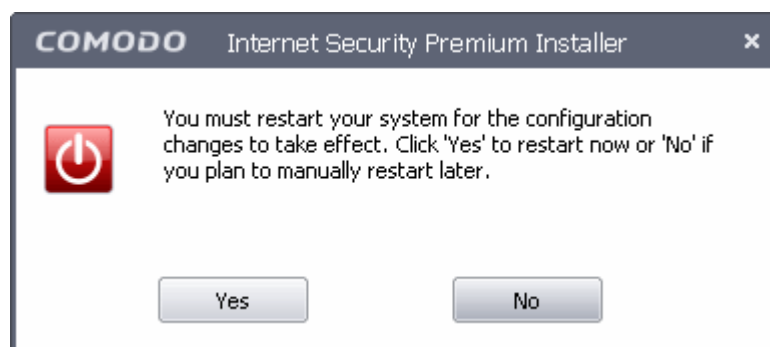 COMODO Internet Security Premium Installer
You must restart your system for the configuration
changes to take effect. Click 'Yes' to restart now or 'No' if
you plan to manually restart later.
Yes No